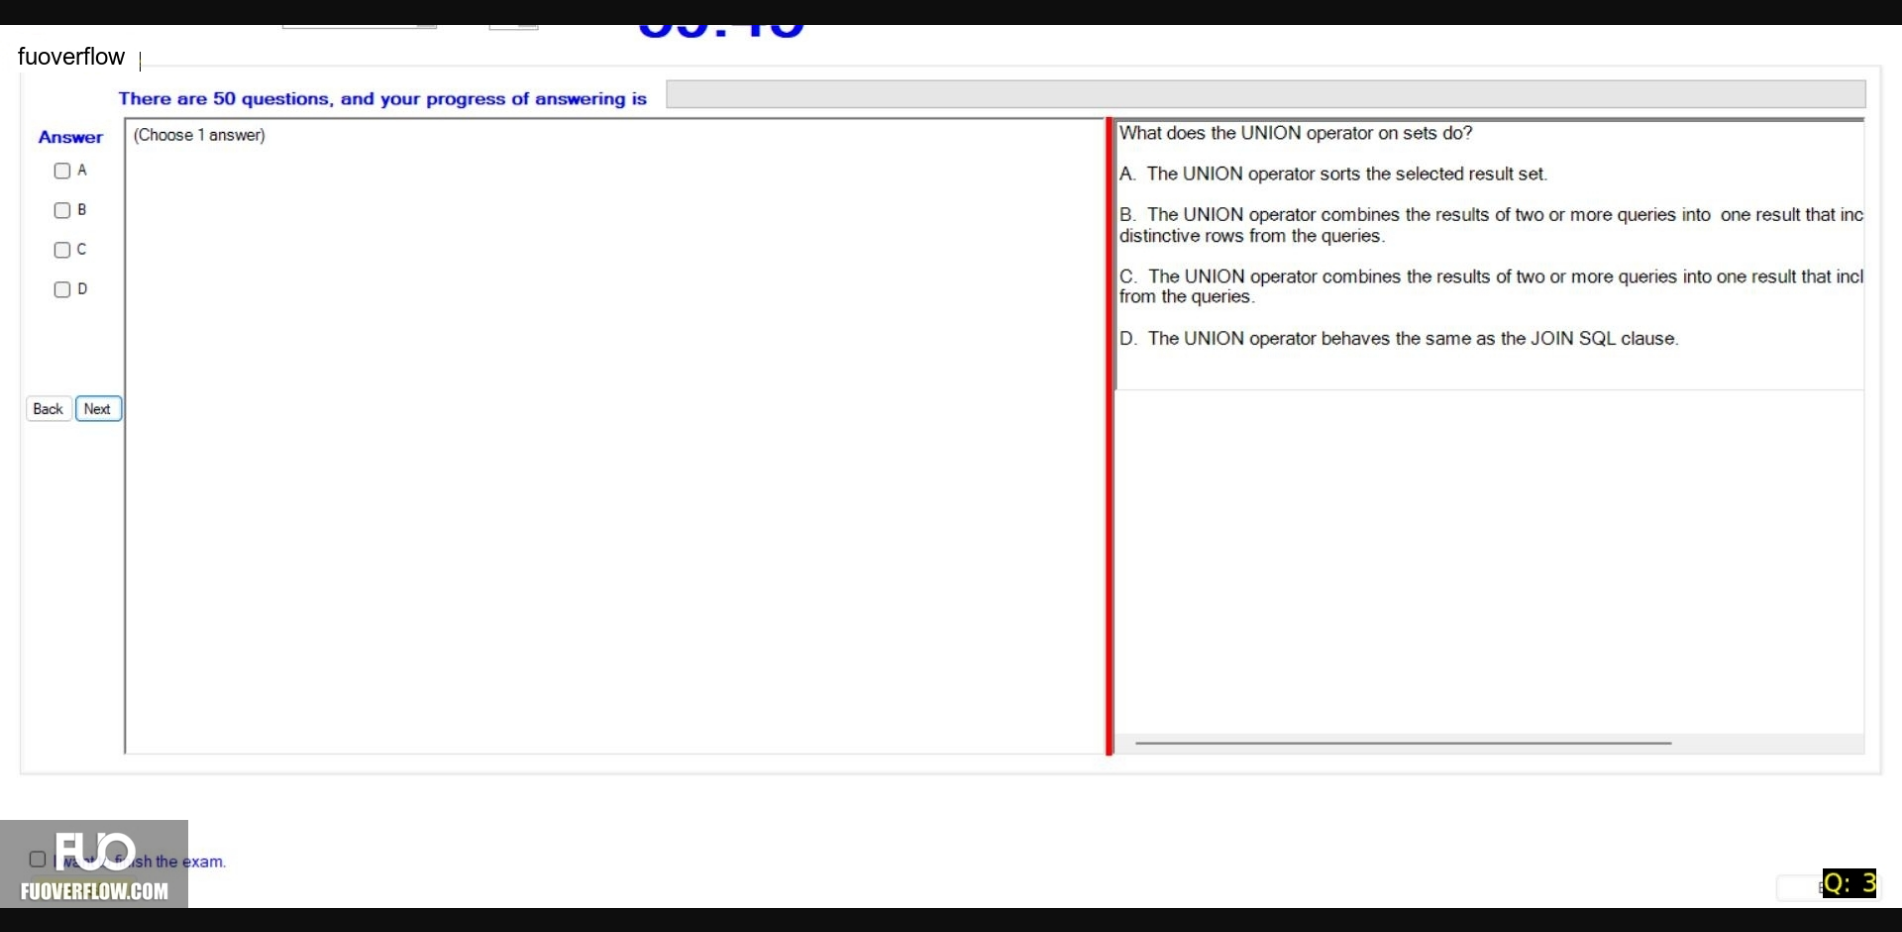 fuoverflow
There are 50 questions, and your progress of answering is
Answer
(Choose 1 answer)
A
B
C
D
Back Next
What does the UNION operator on sets do?
A. The UNION operator sorts the selected result set.
B. The UNION operator combines the results of two or more queries into one result that inc
distinctive rows from the queries.
C. The UNION operator combines the results of two or more queries into one result that incl
from the queries.
D. The UNION operator behaves the same as the JOIN SQL clause.
FUO
the exam.
FUOVERFLOW.COM
Q: 3